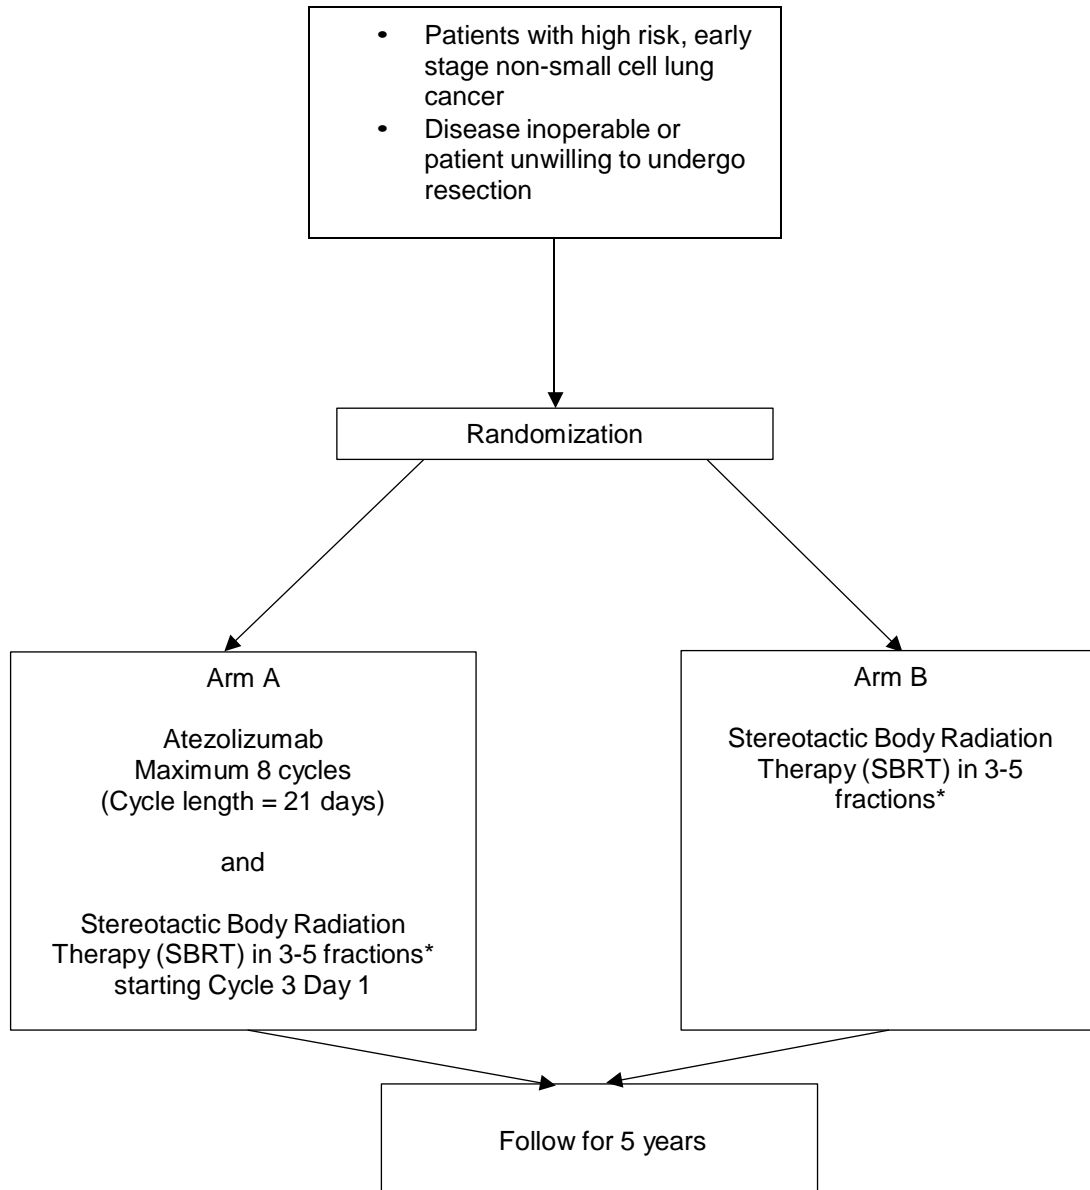 • Patients with high risk, early
stage non-small cell lung
cancer
• Disease inoperable or
patient unwilling to undergo
resection
Randomization
Arm A
Atezolizumab
Maximum 8 cycles
(Cycle length = 21 days)
and
Stereotactic Body Radiation
Therapy (SBRT) in 3-5 fractions*
starting Cycle 3 Day 1
Arm B
Stereotactic Body Radiation
Therapy (SBRT) in 3-5
fractions*
Follow for 5 years